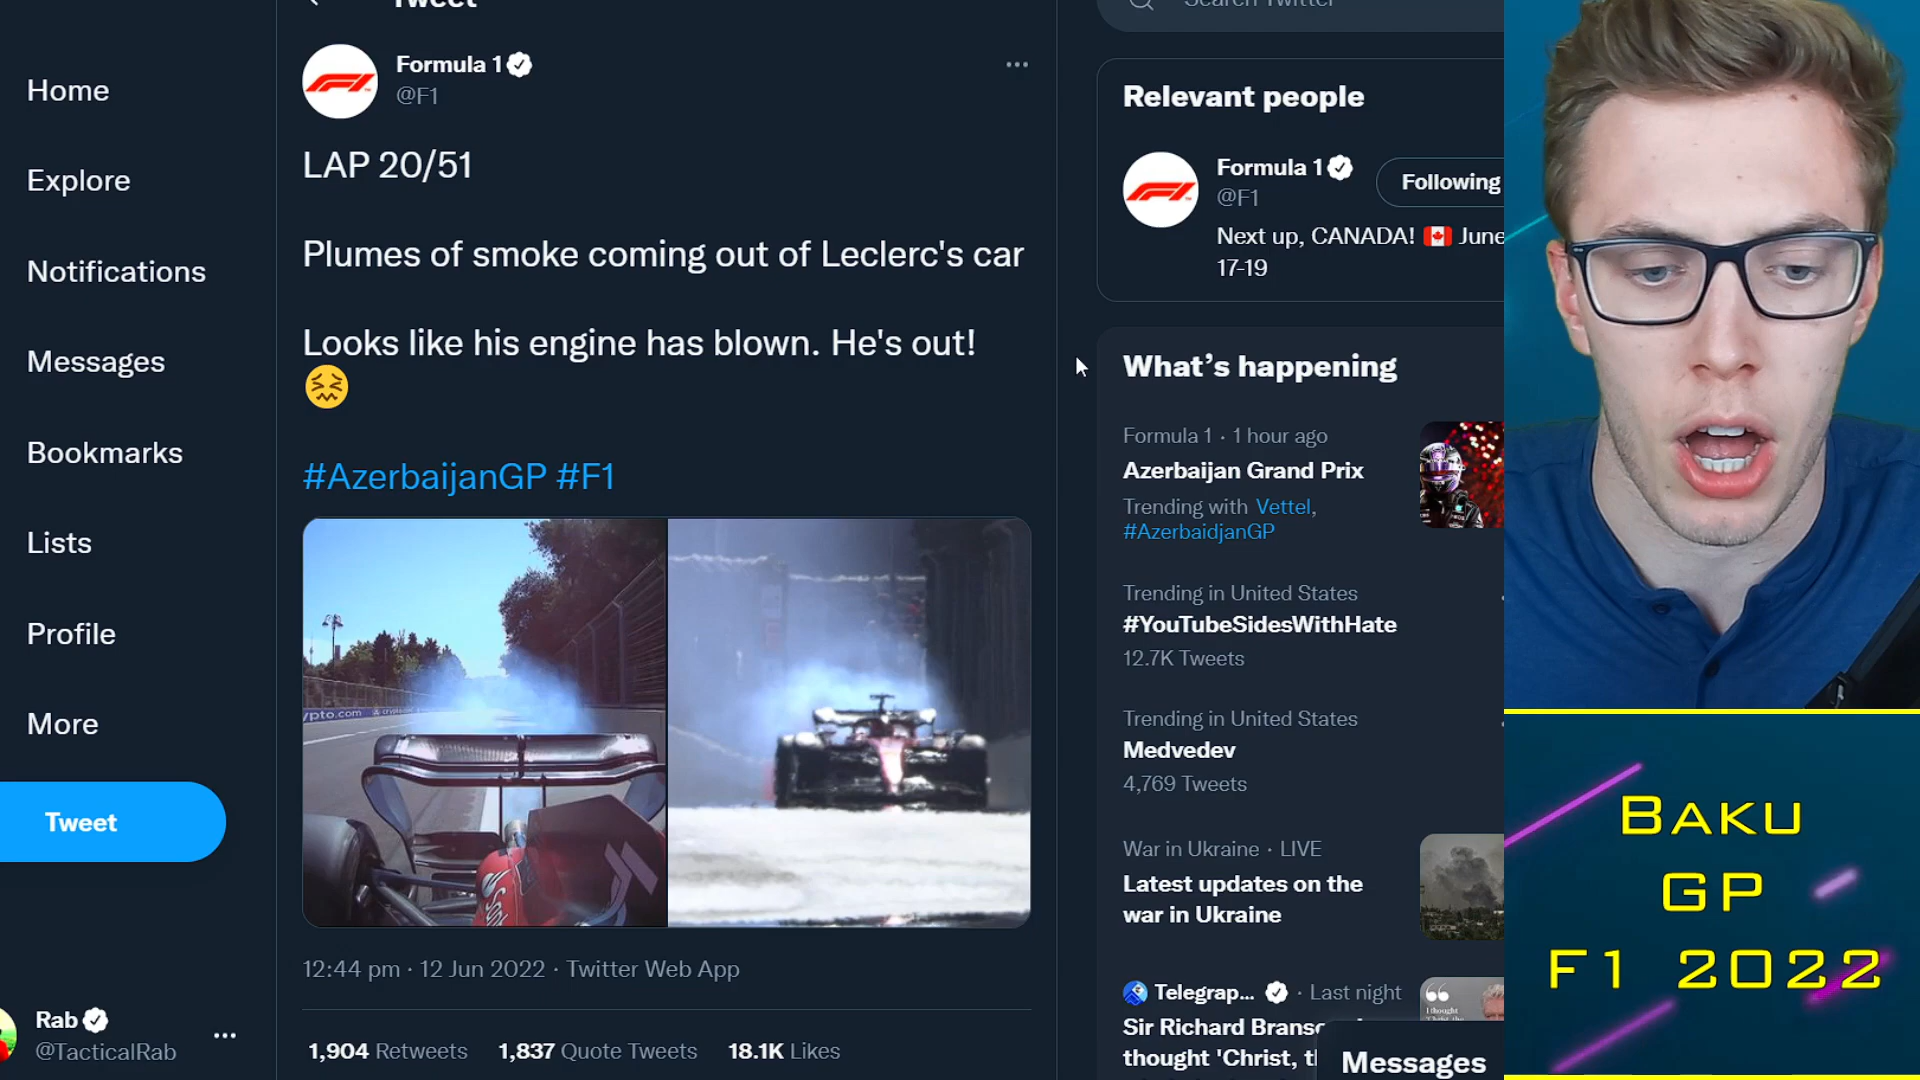 Tweet
Search Twitter
Home
Explore
Notifications
Messages
Bookmarks
Lists
Profile
More
Tweet
Rab
@TacticalRab
Formula 1
@F1
LAP 20/51
Plumes of smoke coming out of Leclerc's car
Looks like his engine has blown. He's out!
😖
#AzerbaijanGP #F1
12:44 pm · 12 Jun 2022 · Twitter Web App
1,904 Retweets 1,837 Quote Tweets 18.1K Likes
Relevant people
Formula 1
@F1
Following
Next up, CANADA! 🇨🇦 June
17-19
What's happening
Formula 1 · 1 hour ago
Azerbaijan Grand Prix
Trending with Vettel,
#AzerbaidjanGP
Trending in United States
#YouTubeSidesWithHate
12.7K Tweets
Trending in United States
Medvedev
4,769 Tweets
War in Ukraine · LIVE
Latest updates on the
war in Ukraine
Telegrap... · Last night
Sir Richard
thought 'Christ,
Messages
BAKU
GP
F1 2022